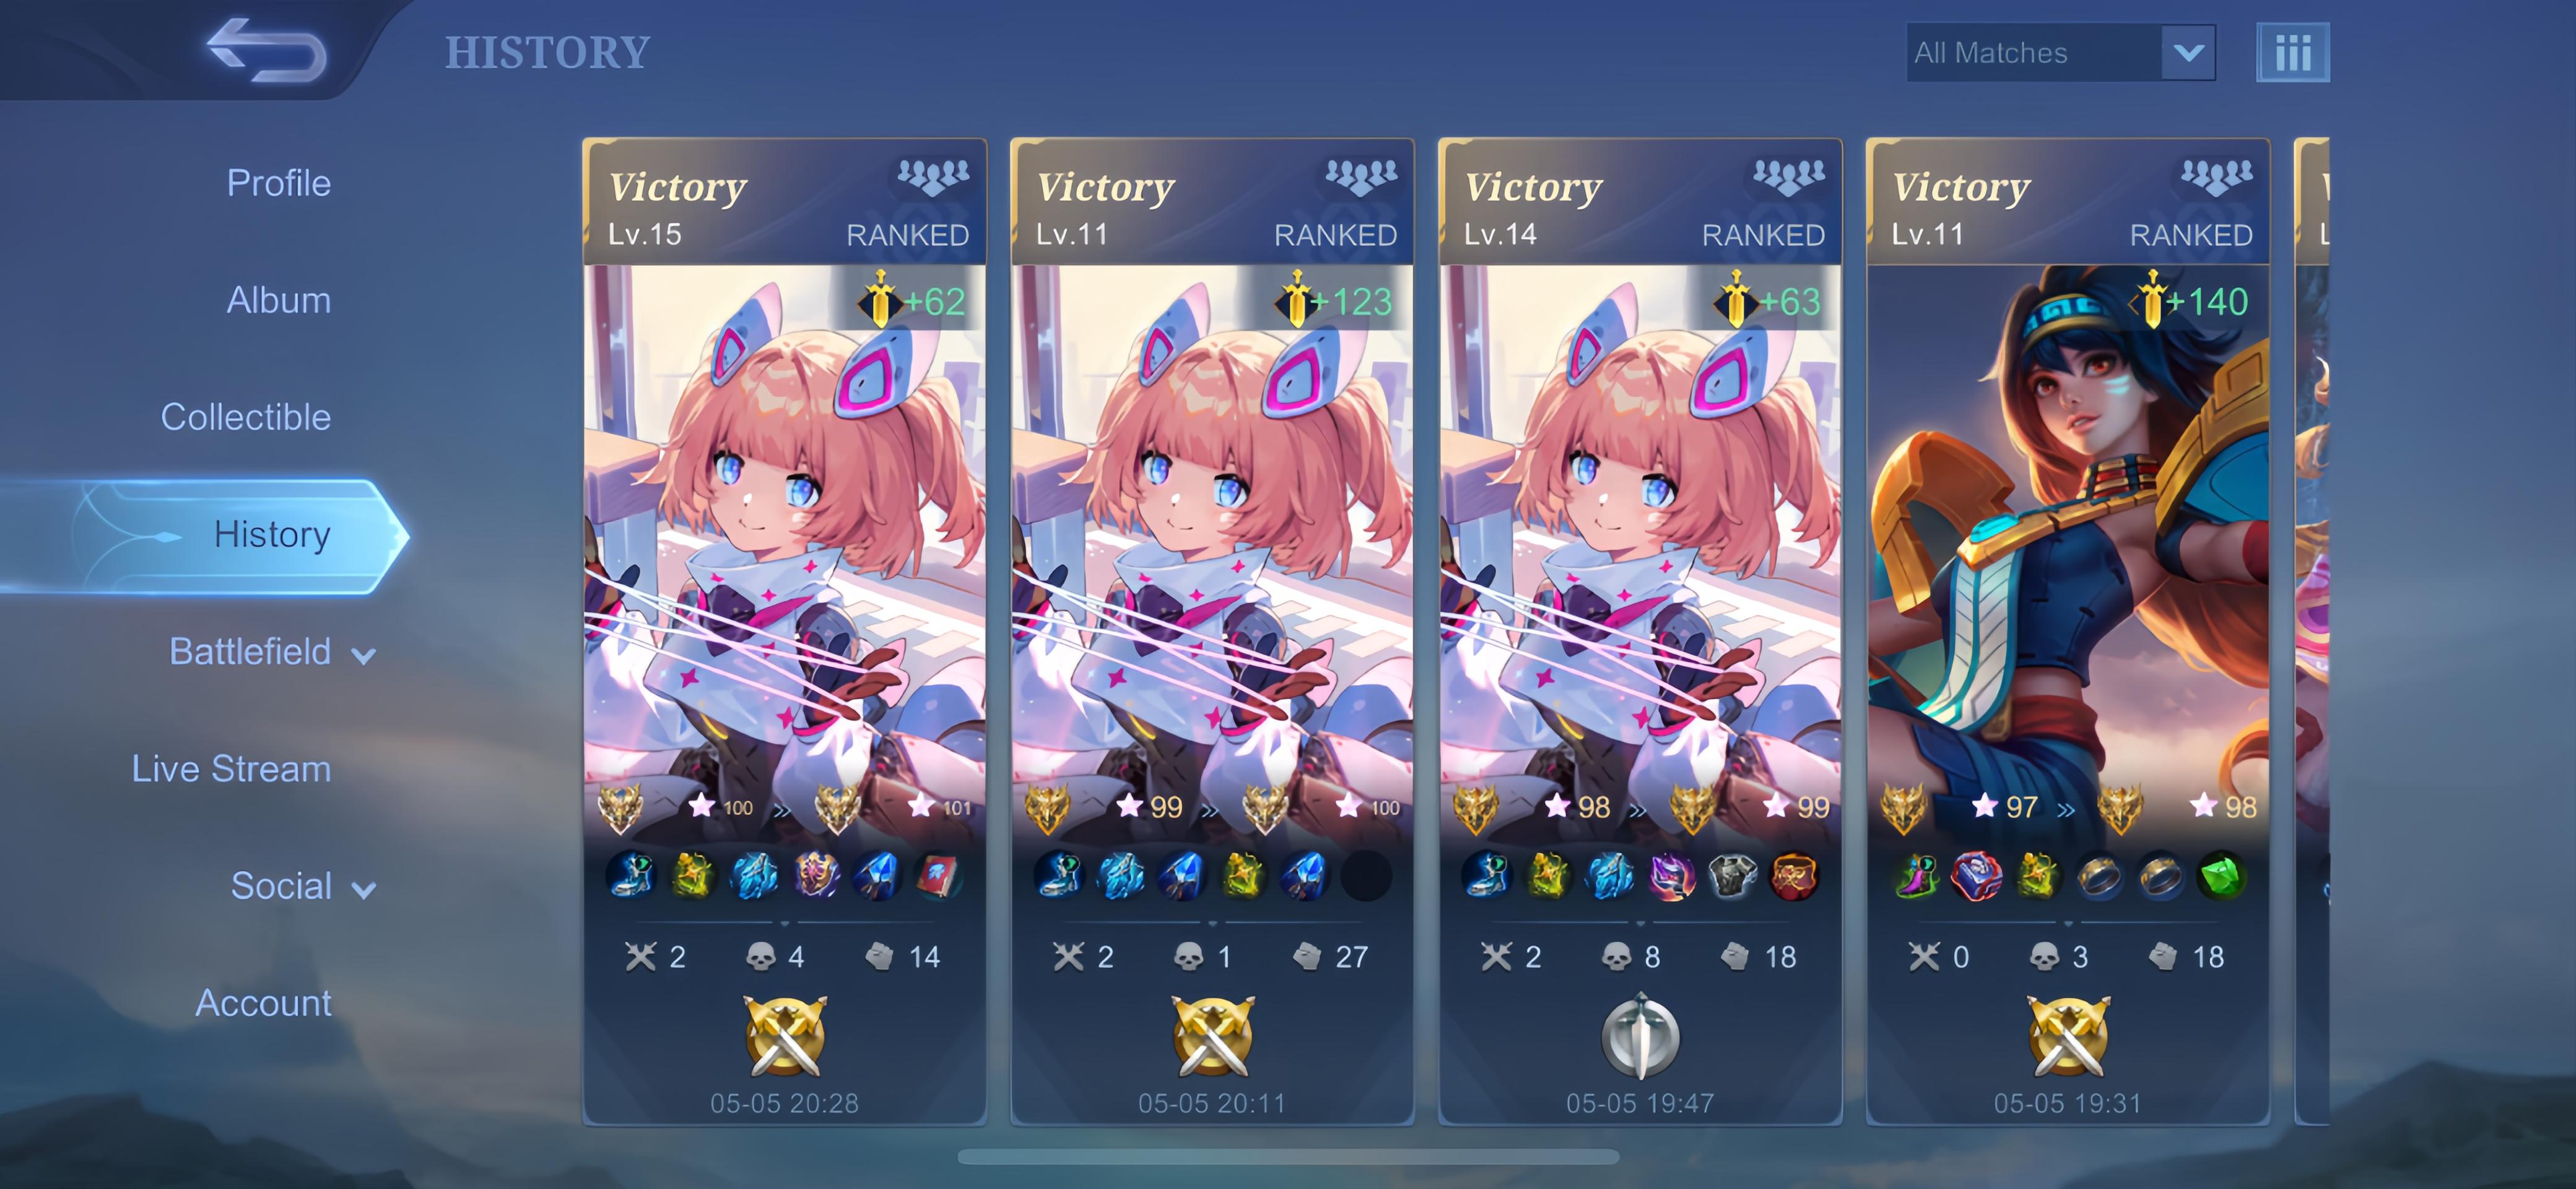 HISTORY
All Matches
Profile
Album
Collectible
History
Battlefield
Live Stream
Social
Account
Victory
Lv.15 RANKED
+62
100 » 101
2 4 14
05-05 20:28
Victory
Lv.11 RANKED
+123
99 » 100
2 1 27
05-05 20:11
Victory
Lv.14 RANKED
+63
98 » 99
2 8 18
05-05 19:47
Victory
Lv.11 RANKED
+140
97 » 98
0 3 18
05-05 19:31